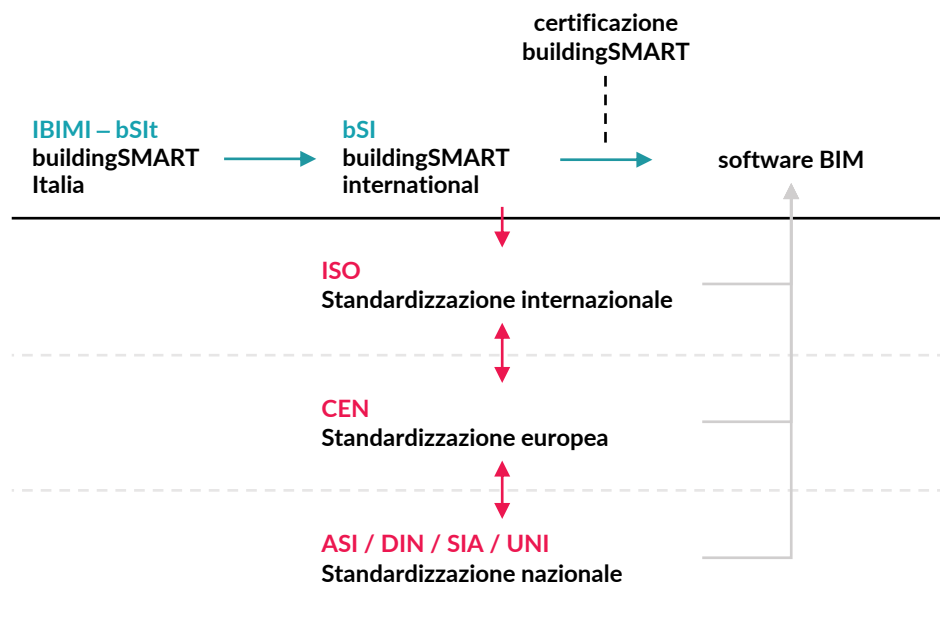 certificazione
buildingSMART
IBIMI – bSIt
buildingSMART
Italia
bSI
buildingSMART
international
software BIM
ISO
Standardizzazione internazionale
CEN
Standardizzazione europea
ASI / DIN / SIA / UNI
Standardizzazione nazionale